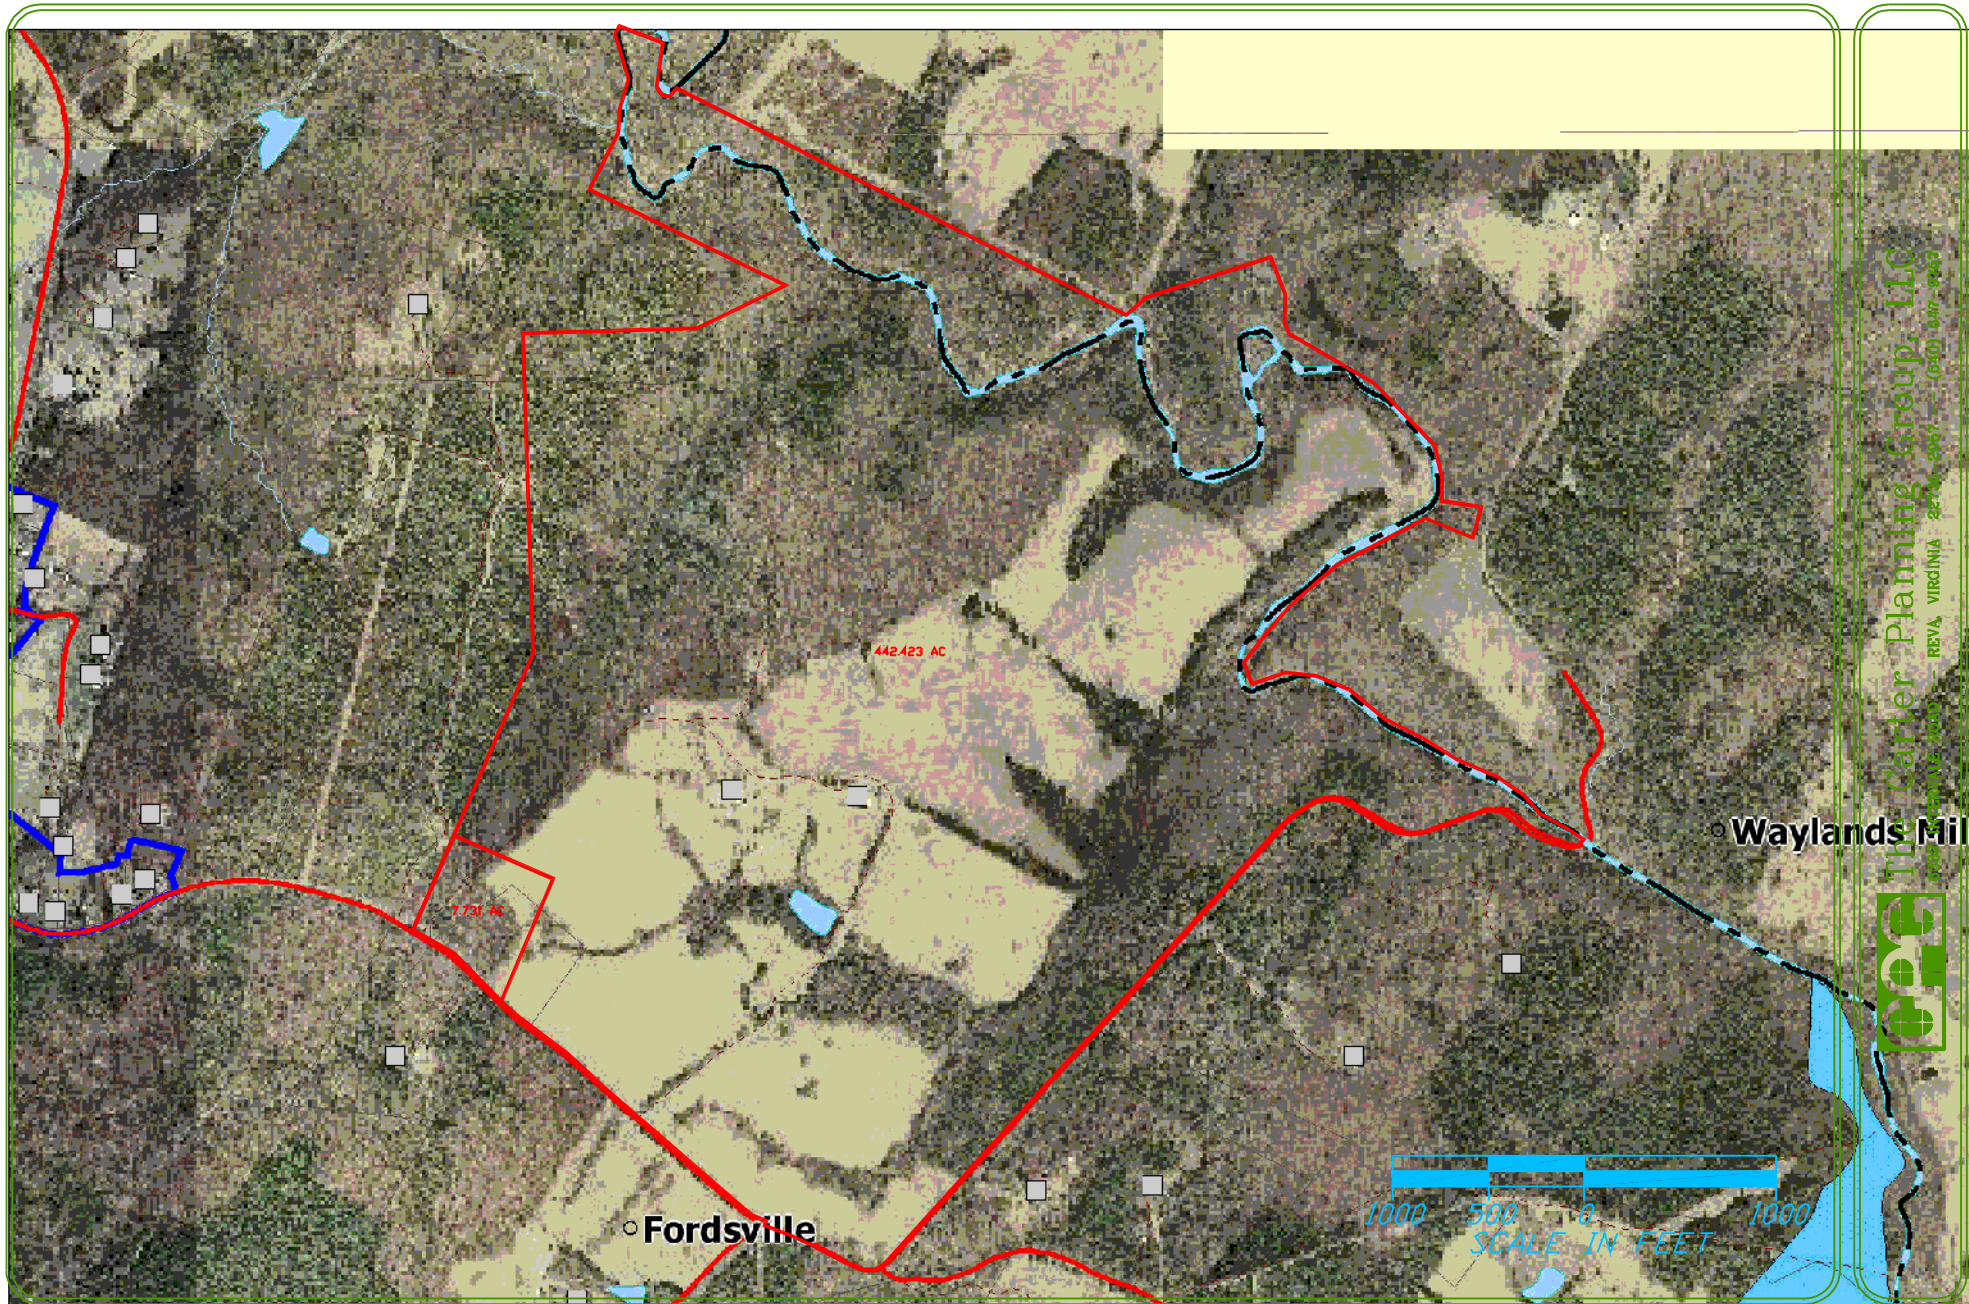 442.423 AC
7.731 AC
Waylands Mil
Fordsville
1000 500 0 1000
SCALE IN FEET
The Carter Planning Group, LLC
REVA, VIRGINIA